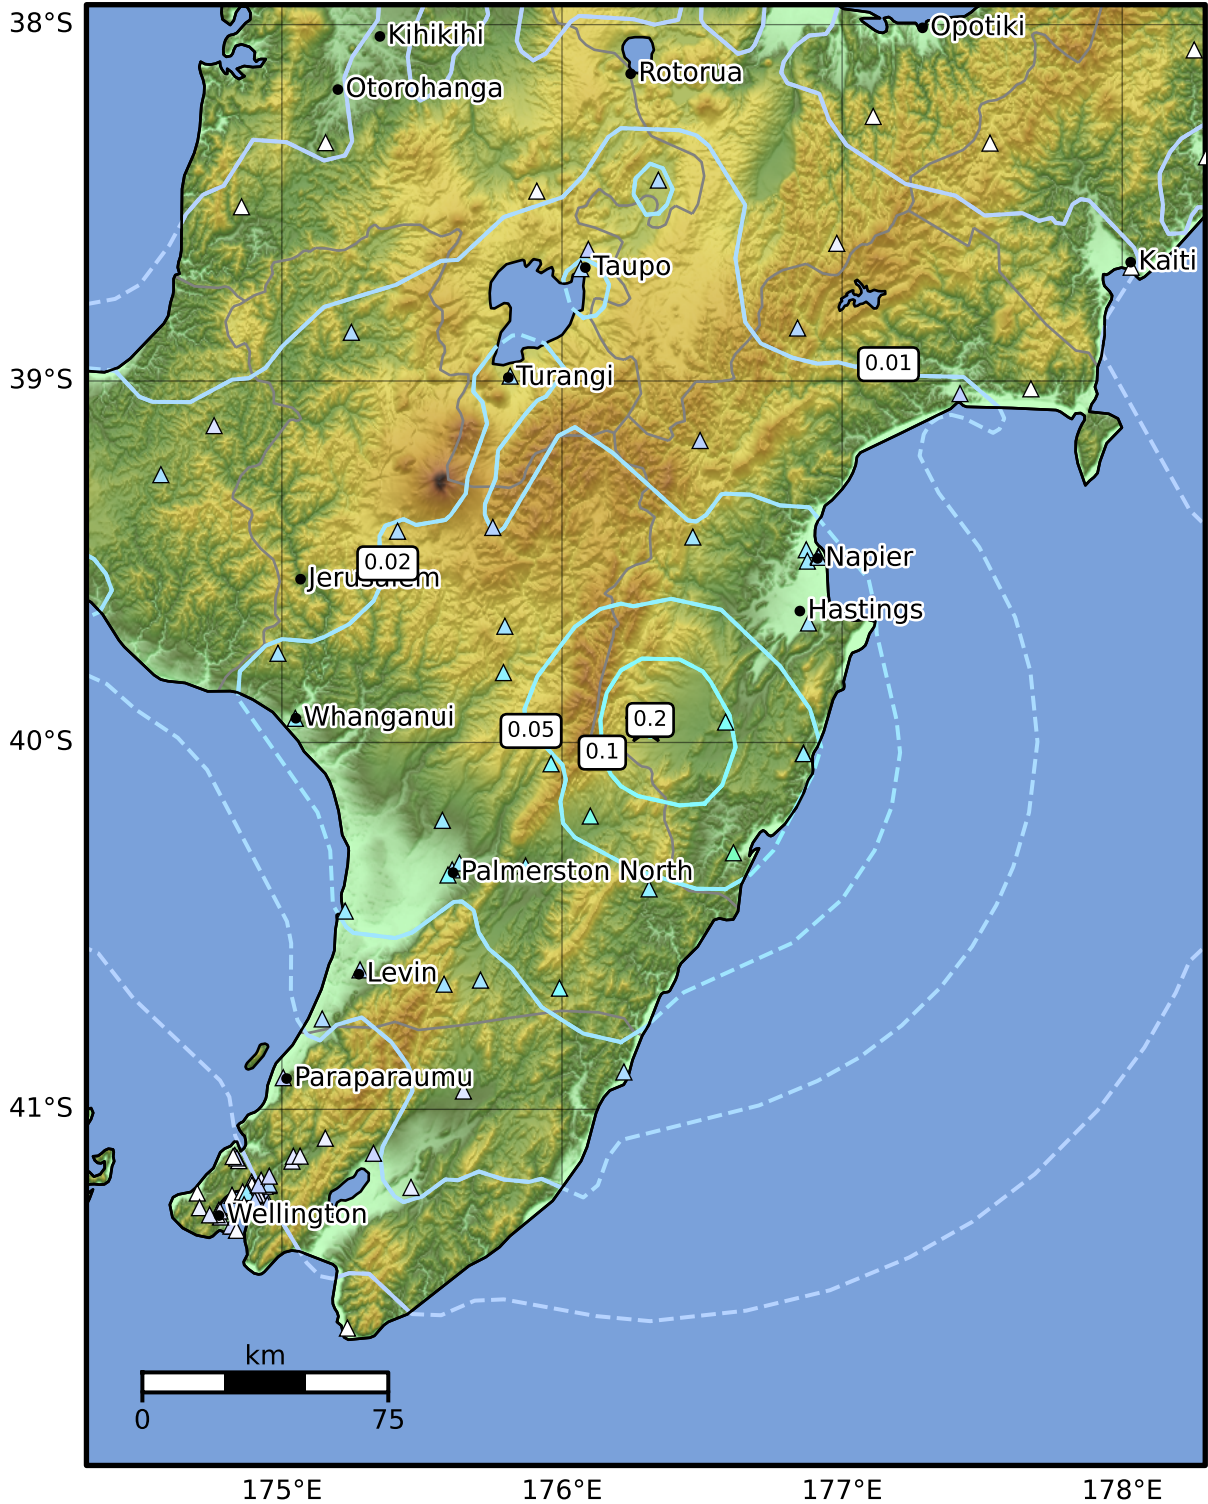 38°S
Opotiki
Kihikihi
Rotorua
Otorohanga
Kaiti
Taupo
0.01
39°S
Turangi
Napier
0.02
Jerusalem
Hastings
Whanganui
0.2
0.05
40°S
0.1
Palmerston North
Levin
Paraparaumu
41°S
Wellington
km
0 75
175°E 176°E 177°E 178°E